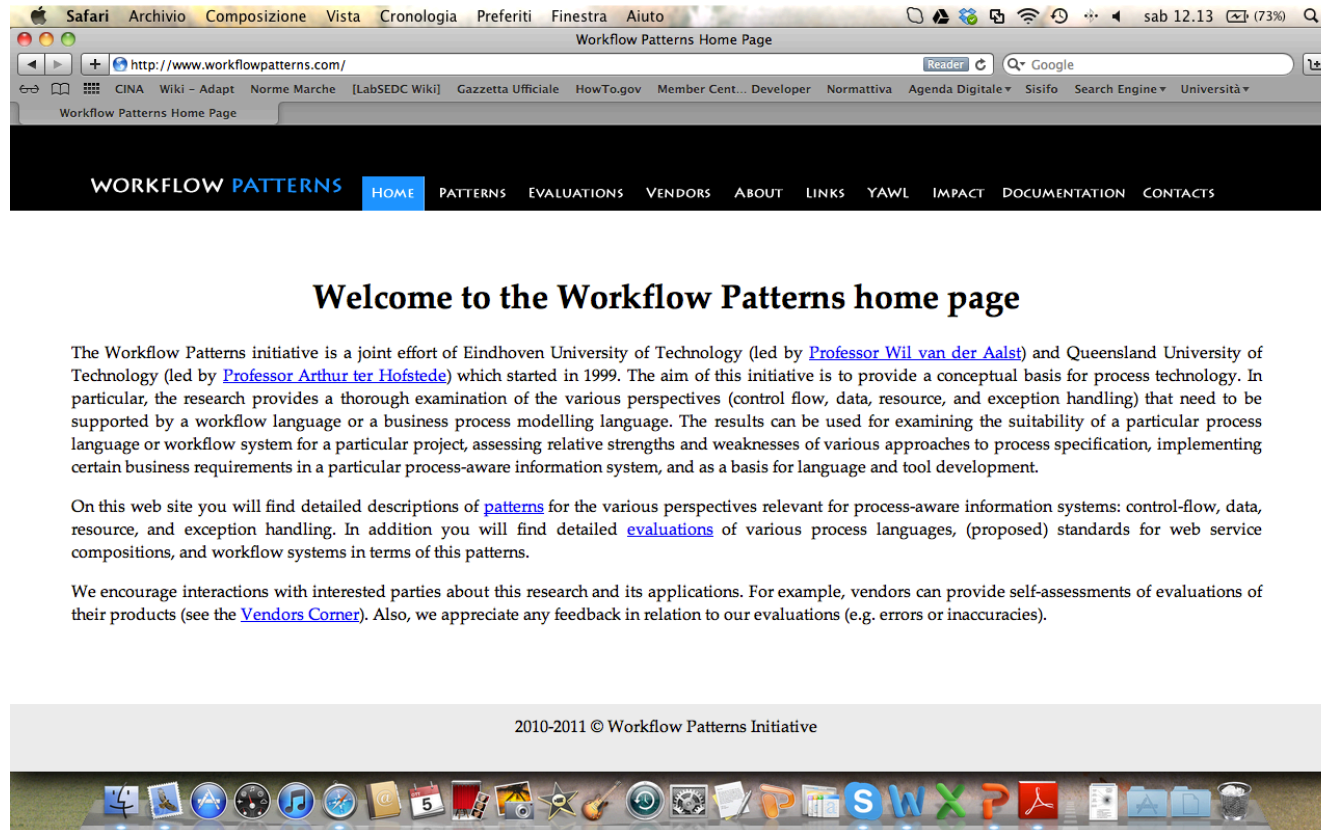 Safari Archivio Composizione Vista Cronologia Preferiti Finestra Aiuto sab 12.13 (73%)
Workflow Patterns Home Page
http://www.workflowpatterns.com/ Reader Google
CINA Wiki – Adapt Norme Marche [LabSEDC Wiki] Gazzetta Ufficiale HowTo.gov Member Cent... Developer Normattiva Agenda Digitale Sisifo Search Engine Università
Workflow Patterns Home Page
WORKFLOW PATTERNS HOME PATTERNS EVALUATIONS VENDORS ABOUT LINKS YAWL IMPACT DOCUMENTATION CONTACTS
Welcome to the Workflow Patterns home page
The Workflow Patterns initiative is a joint effort of Eindhoven University of Technology (led by Professor Wil van der Aalst) and Queensland University of
Technology (led by Professor Arthur ter Hofstede) which started in 1999. The aim of this initiative is to provide a conceptual basis for process technology. In
particular, the research provides a thorough examination of the various perspectives (control flow, data, resource, and exception handling) that need to be
supported by a workflow language or a business process modelling language. The results can be used for examining the suitability of a particular process
language or workflow system for a particular project, assessing relative strengths and weaknesses of various approaches to process specification, implementing
certain business requirements in a particular process-aware information system, and as a basis for language and tool development.
On this web site you will find detailed descriptions of patterns for the various perspectives relevant for process-aware information systems: control-flow, data,
resource, and exception handling. In addition you will find detailed evaluations of various process languages, (proposed) standards for web service
compositions, and workflow systems in terms of this patterns.
We encourage interactions with interested parties about this research and its applications. For example, vendors can provide self-assessments of evaluations of
their products (see the Vendors Corner). Also, we appreciate any feedback in relation to our evaluations (e.g. errors or inaccuracies).
2010-2011 © Workflow Patterns Initiative
5